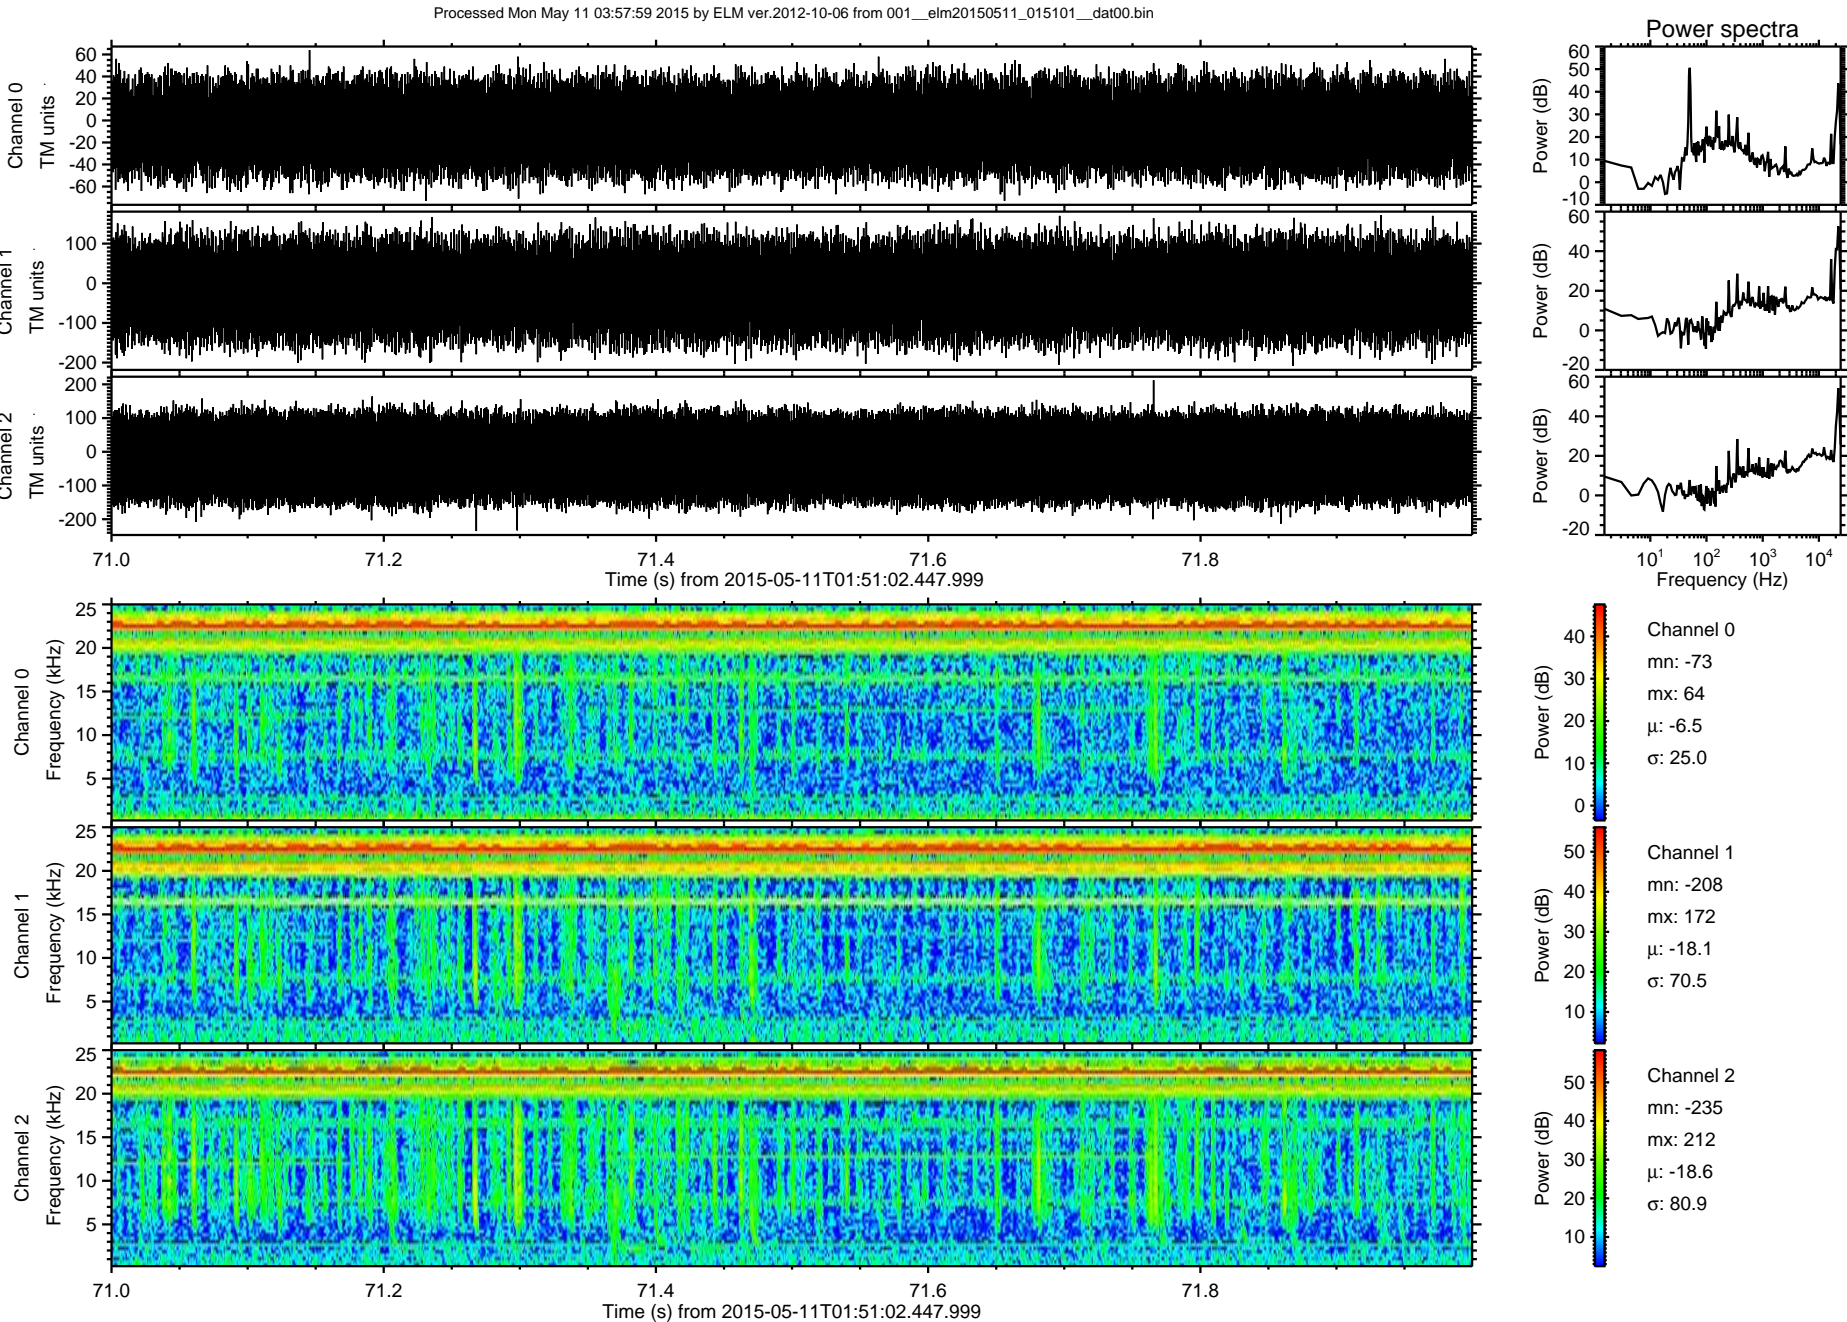 Processed Mon May 11 03:57:59 2015 by ELM ver.2012-10-06 from 001__elm20150511_015101__dat00.bin
Power spectra
Channel 0
TM units
60
40
20
0
-20
-40
-60
Power (dB)
60
50
40
30
20
10
0
-10
Channel 1
TM units
100
0
-100
-200
Power (dB)
60
40
20
0
-20
Channel 2
TM units
200
100
0
-100
-200
Power (dB)
60
40
20
0
-20
71.0 71.2 71.4 71.6 71.8
Time (s) from 2015-05-11T01:51:02.447.999
10^1 10^2 10^3 10^4
Frequency (Hz)
Channel 0
Frequency (kHz)
25
20
15
10
5
Power (dB)
40
30
20
10
0
Channel 0
mn: -73
mx: 64
μ: -6.5
σ: 25.0
Channel 1
Frequency (kHz)
25
20
15
10
5
Power (dB)
50
40
30
20
10
Channel 1
mn: -208
mx: 172
μ: -18.1
σ: 70.5
Channel 2
Frequency (kHz)
25
20
15
10
5
Power (dB)
50
40
30
20
10
Channel 2
mn: -235
mx: 212
μ: -18.6
σ: 80.9
71.0 71.2 71.4 71.6 71.8
Time (s) from 2015-05-11T01:51:02.447.999